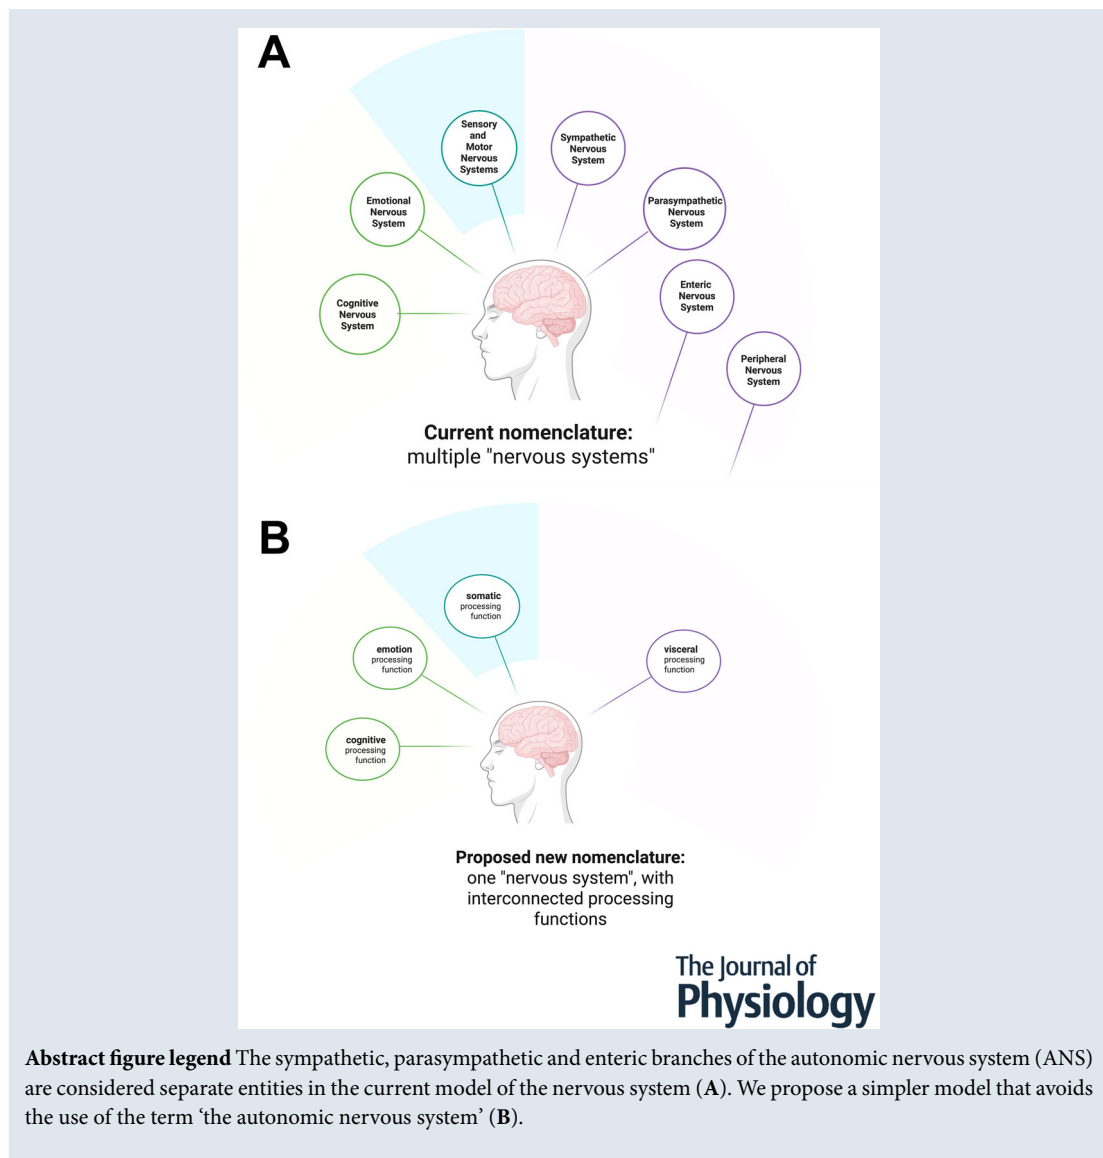 A
Sensory
and
Motor
Nervous
Systems
Sympathetic
Nervous
System
Emotional
Nervous
System
Parasympathetic
Nervous
System
Cognitive
Nervous
System
Enteric
Nervous
System
Peripheral
Nervous
System
Current nomenclature:
multiple "nervous systems"
B
somatic
processing
function
emotion
processing
function
visceral
processing
function
cognitive
processing
function
Proposed new nomenclature:
one "nervous system", with
interconnected processing
functions
The Journal of
Physiology
Abstract figure legend The sympathetic, parasympathetic and enteric branches of the autonomic nervous system (ANS)
are considered separate entities in the current model of the nervous system (A). We propose a simpler model that avoids
the use of the term ‘the autonomic nervous system’ (B).